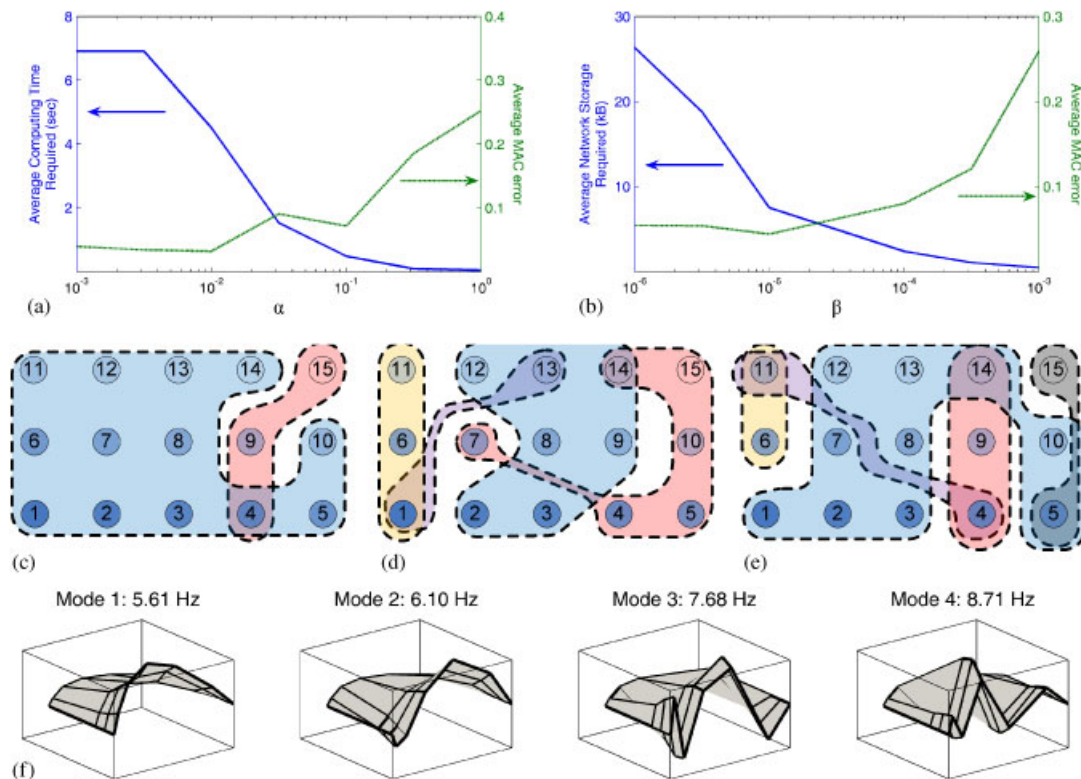 8
6
4
2
0.4
0.3
0.2
0.1
Average Computing Time
Required (sec)
Average MAC
error
10-3
10-2
10-1
100
(a)
α
30
20
10
0.3
0.2
0.1
Average Network Storage
Required (kB)
Average MAC
error
10-6
10-5
10-4
10-3
(b)
β
11 12 13 14 15
6 7 8 9 10
1 2 3 4 5
(c)
11 12 13 14 15
6 7 8 9 10
1 2 3 4 5
(d)
11 12 13 14 15
6 7 8 9 10
1 2 3 4 5
(e)
Mode 1: 5.61 Hz
Mode 2: 6.10 Hz
Mode 3: 7.68 Hz
Mode 4: 8.71 Hz
(f)